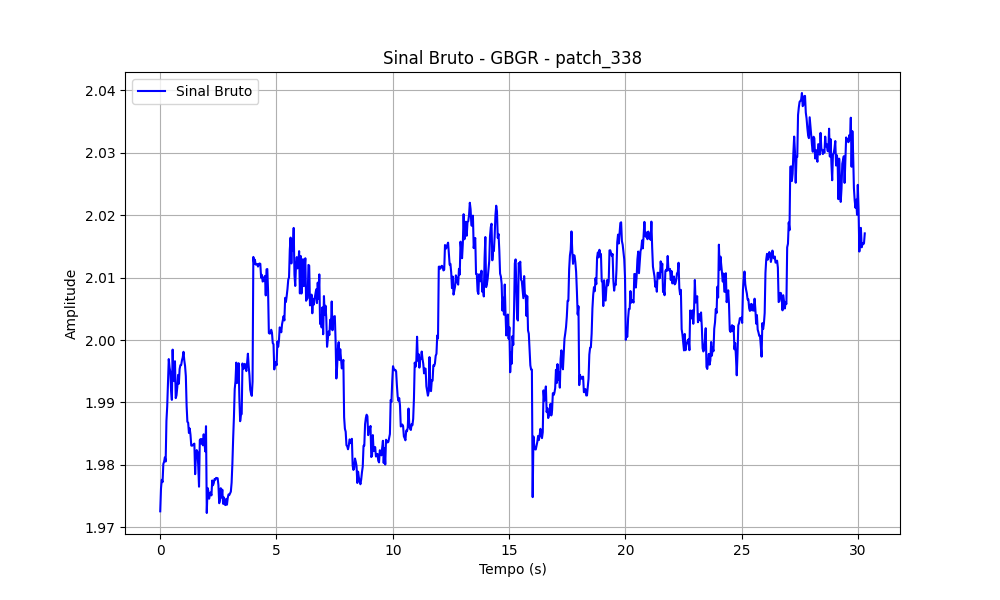 Sinal Bruto - GBGR - patch_338
Sinal Bruto
Amplitude
2.04
2.03
2.02
2.01
2.00
1.99
1.98
1.97
0 5 10 15 20 25 30
Tempo (s)